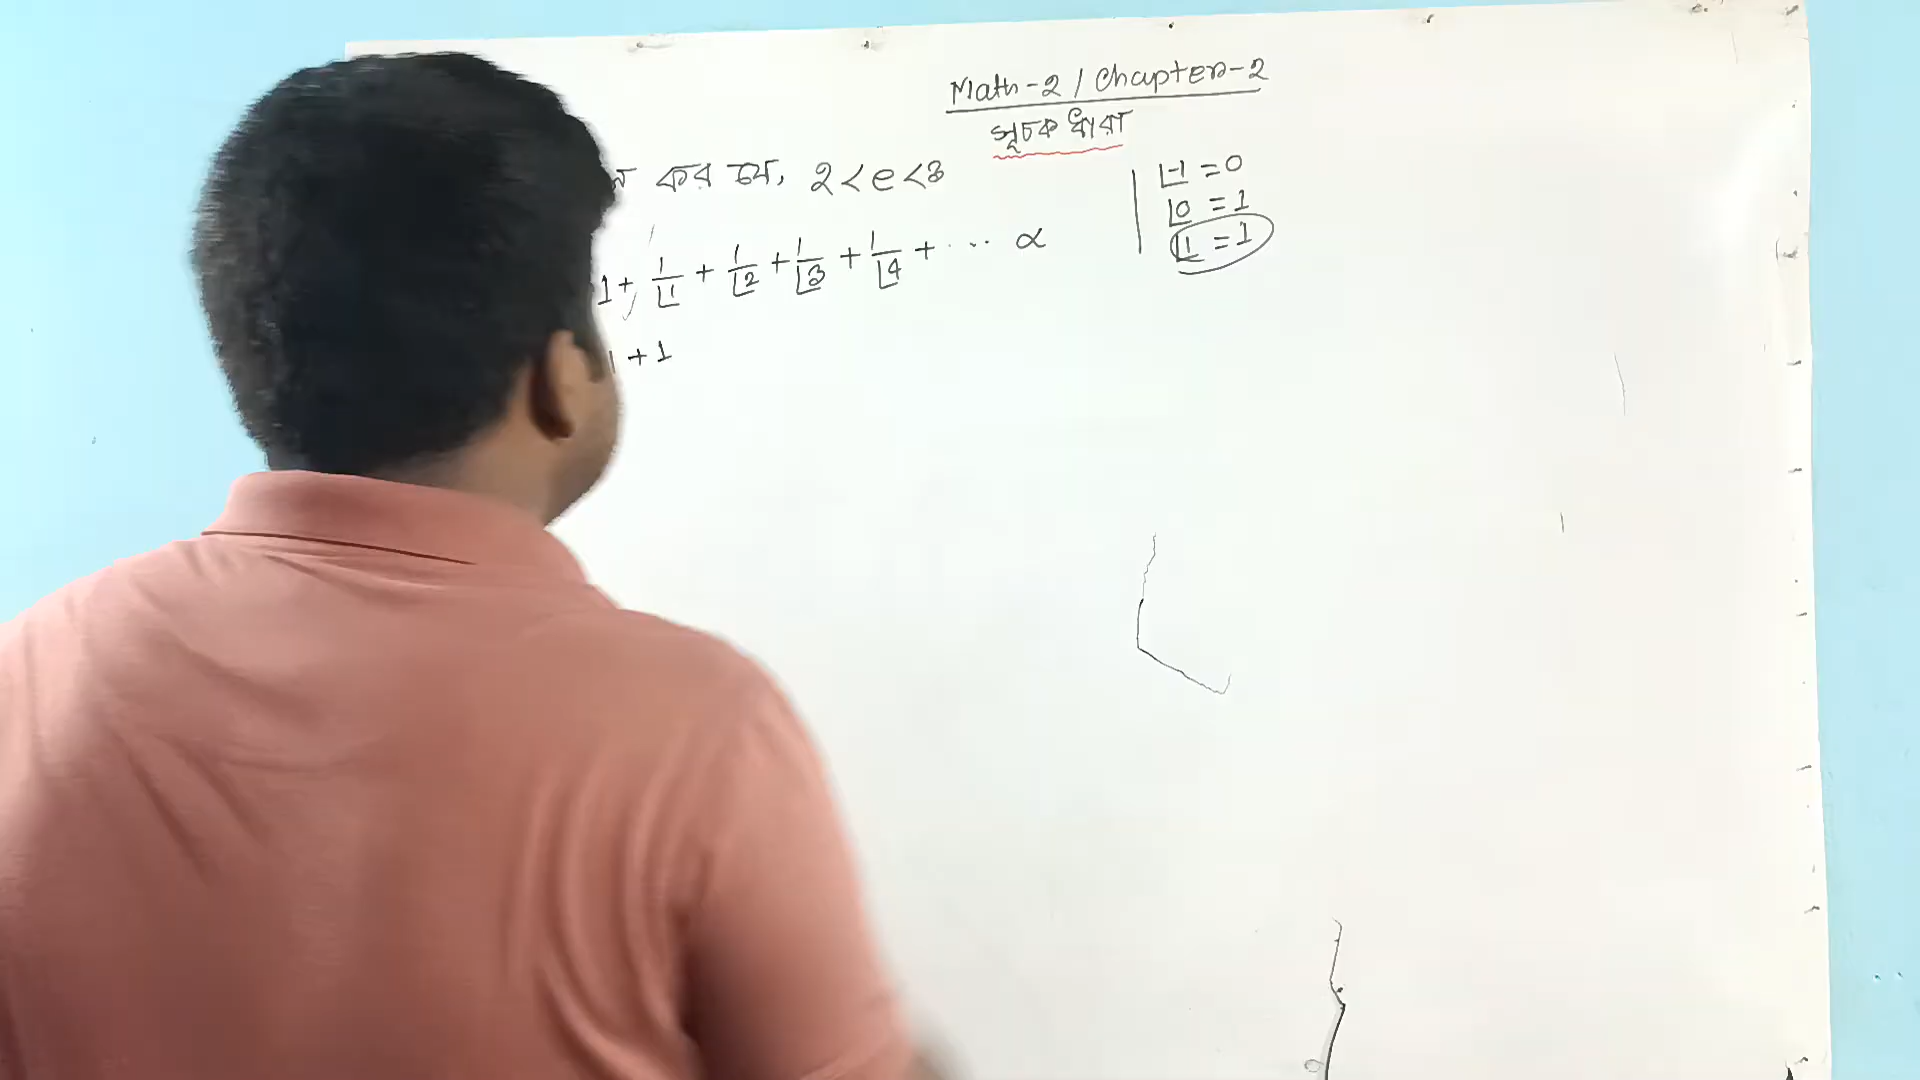 Math-2 / Chapter-2
সূচক ধারা
কর যে, 2 < e < 3
1 + 1/⌊1 + 1/⌊2 + 1/⌊3 + 1/⌊4 + ... ∝
1 + 1
⌊-1 = 0
⌊0 = 1
⌊1 = 1